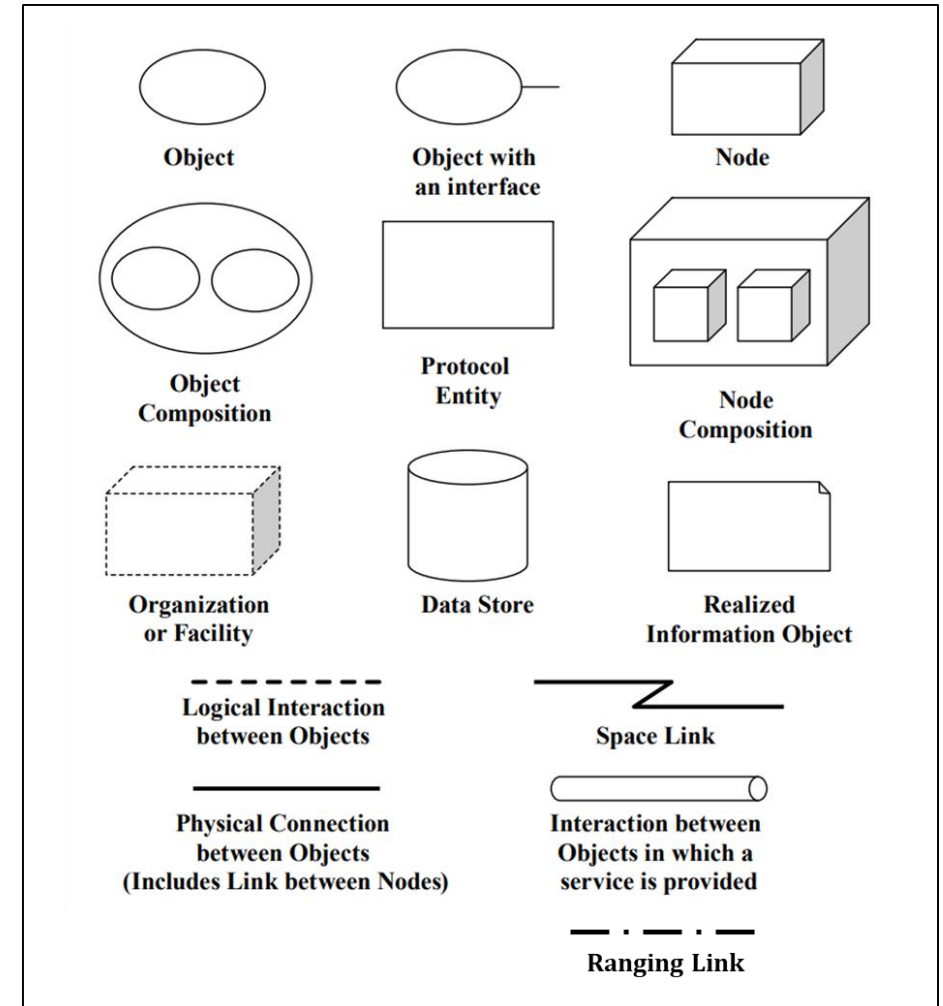 Object
Object with
an interface
Node
Object
Composition
Protocol
Entity
Node
Composition
Organization
or Facility
Data Store
Realized
Information Object
Logical Interaction
between Objects
Space Link
Physical Connection
between Objects
(Includes Link between Nodes)
Interaction between
Objects in which a
service is provided
Ranging Link